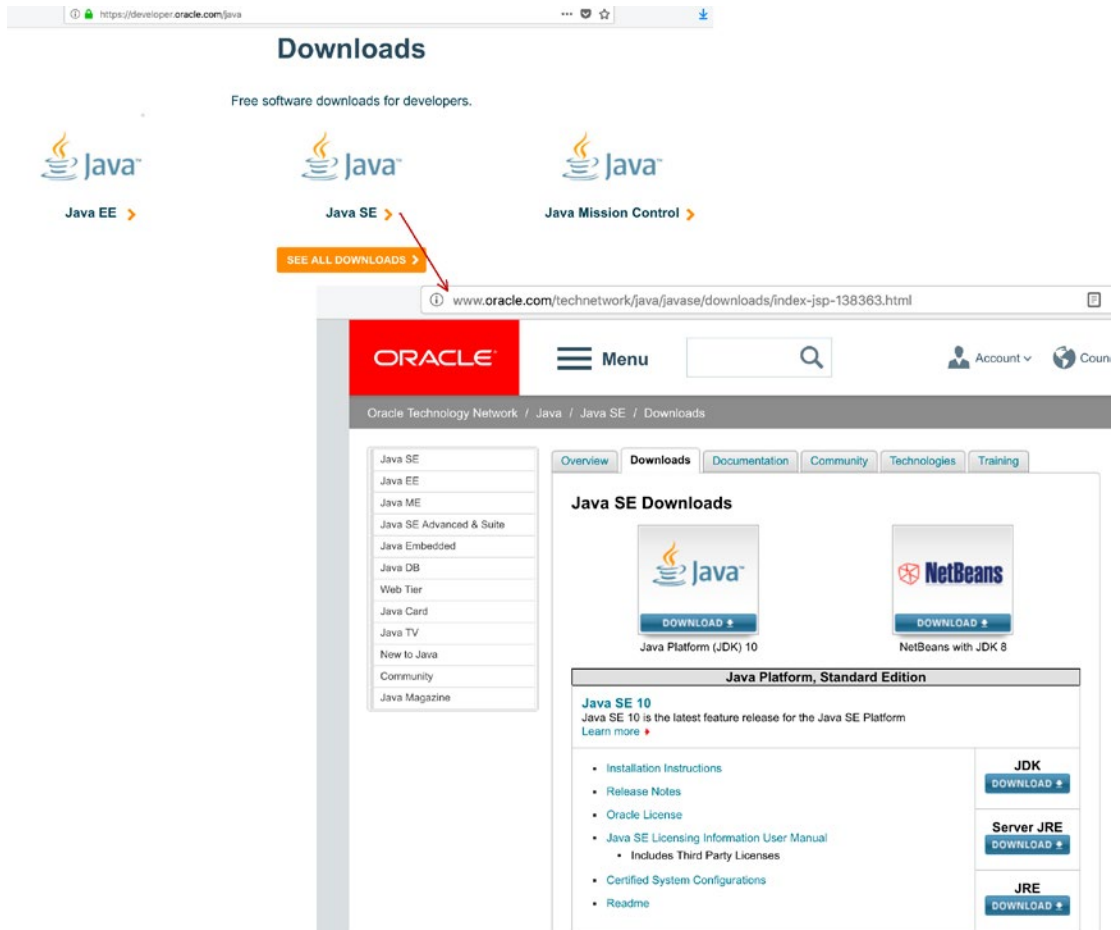 https://developer.oracle.com/java
Downloads
Free software downloads for developers.
Java™ Java™ Java™
Java EE Java SE Java Mission Control
SEE ALL DOWNLOADS
www.oracle.com/technetwork/java/javase/downloads/index-jsp-138363.html
ORACLE Menu Account
Oracle Technology Network / Java / Java SE / Downloads
Java SE
Java EE
Java ME
Java SE Advanced & Suite
Java Embedded
Java DB
Web Tier
Java Card
Java TV
New to Java
Community
Java Magazine
Overview Downloads Documentation Community Technologies Training
Java SE Downloads
Java™ NetBeans
DOWNLOAD DOWNLOAD
Java Platform (JDK) 10 NetBeans with JDK 8
Java Platform, Standard Edition
Java SE 10
Java SE 10 is the latest feature release for the Java SE Platform
Learn more
Installation Instructions
Release Notes
Oracle License
Java SE Licensing Information User Manual
Includes Third Party Licenses
Certified System Configurations
Readme
JDK
DOWNLOAD
Server JRE
DOWNLOAD
JRE
DOWNLOAD